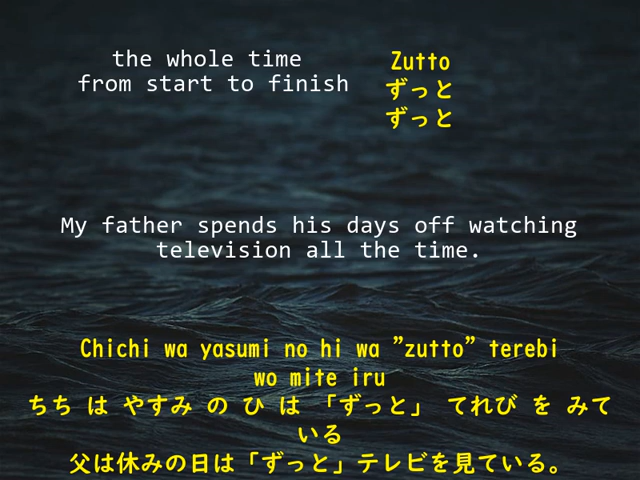 the whole time
from start to finish
Zutto
ずっと
ずっと
My father spends his days off watching
television all the time.
Chichi wa yasumi no hi wa ”zutto” terebi
wo mite iru
ちち は やすみ の ひ は 「ずっと」 てれび を みて
いる
父は休みの日は「ずっと」テレビを見ている。